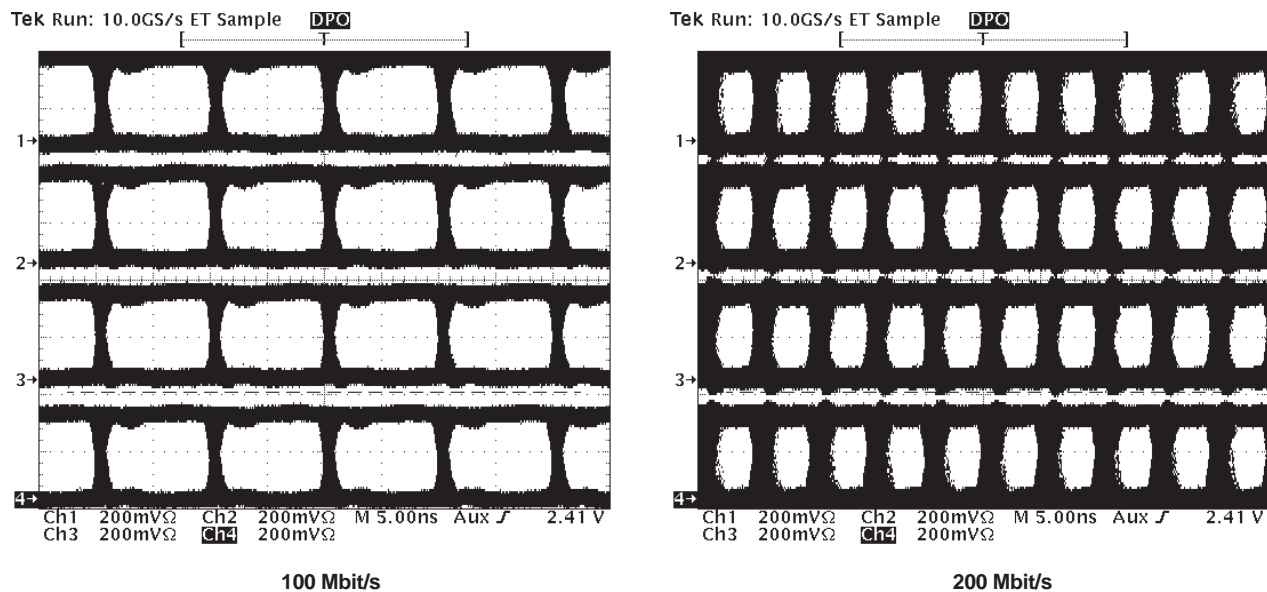 Tek Run: 10.0GS/s ET Sample DPO
[ T ]
1→
2→
3→
4→
Ch1 200mVΩ Ch2 200mVΩ M 5.00ns Aux ƒ 2.41 V
Ch3 200mVΩ Ch4 200mVΩ
100 Mbit/s
Tek Run: 10.0GS/s ET Sample DPO
[ T ]
1→
2→
3→
4→
Ch1 200mVΩ Ch2 200mVΩ M 5.00ns Aux ƒ 2.41 V
Ch3 200mVΩ Ch4 200mVΩ
200 Mbit/s